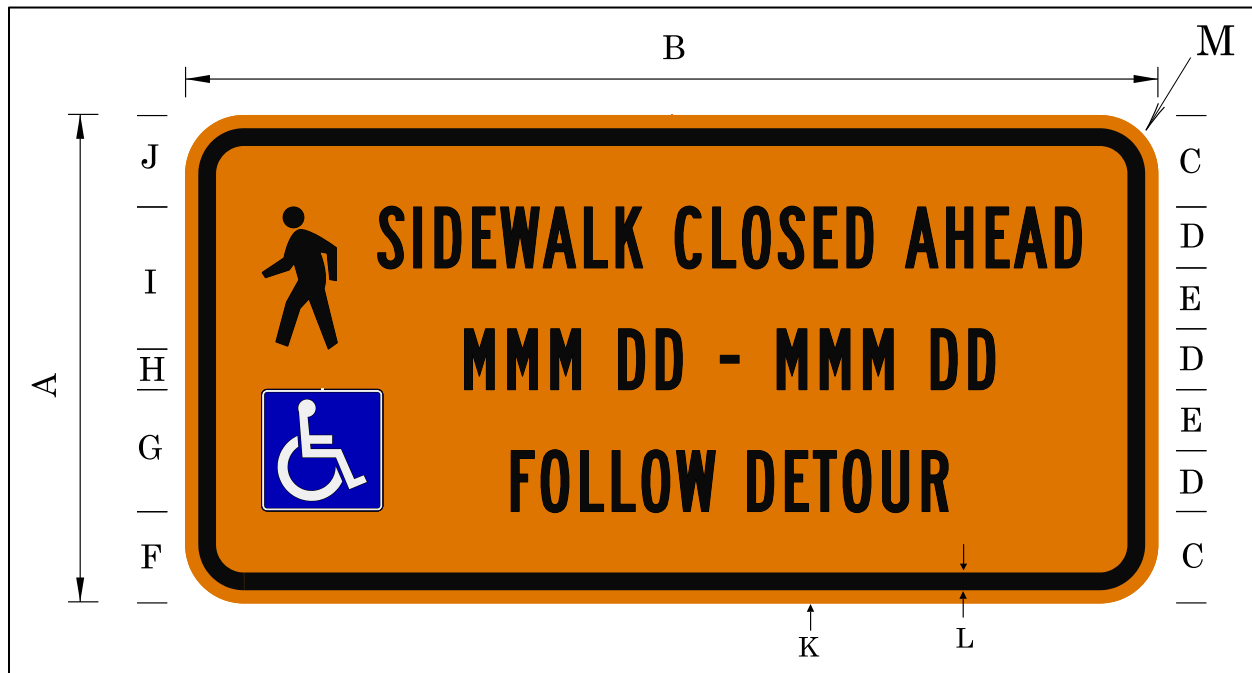 B
M
J
C
I
D
SIDEWALK CLOSED AHEAD
E
H
D
MMM DD - MMM DD
A
G
E
D
FOLLOW DETOUR
F
C
K
L